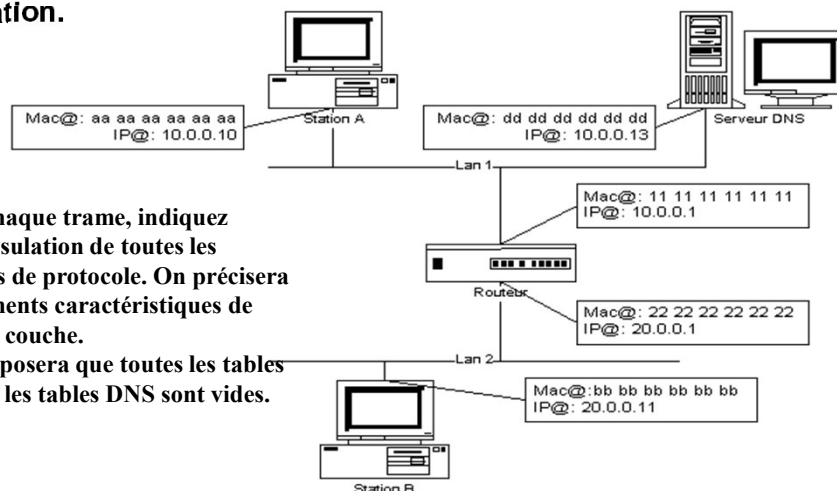 Mac@: aa aa aa aa aa aa
IP@: 10.0.0.10
Station A
Mac@: dd dd dd dd dd dd
IP@: 10.0.0.13
Serveur DNS
Lan 1
Mac@: 11 11 11 11 11 11
IP@: 10.0.0.1
haque trame, indiquez
sulation de toutes les
s de protocole. On précisera
nents caractéristiques de
couche.
posera que toutes les tables
les tables DNS sont vides.
Routeur
Mac@: 22 22 22 22 22 22
IP@: 20.0.0.1
Lan 2
Mac@:bb bb bb bb bb bb
IP@: 20.0.0.11
Station B